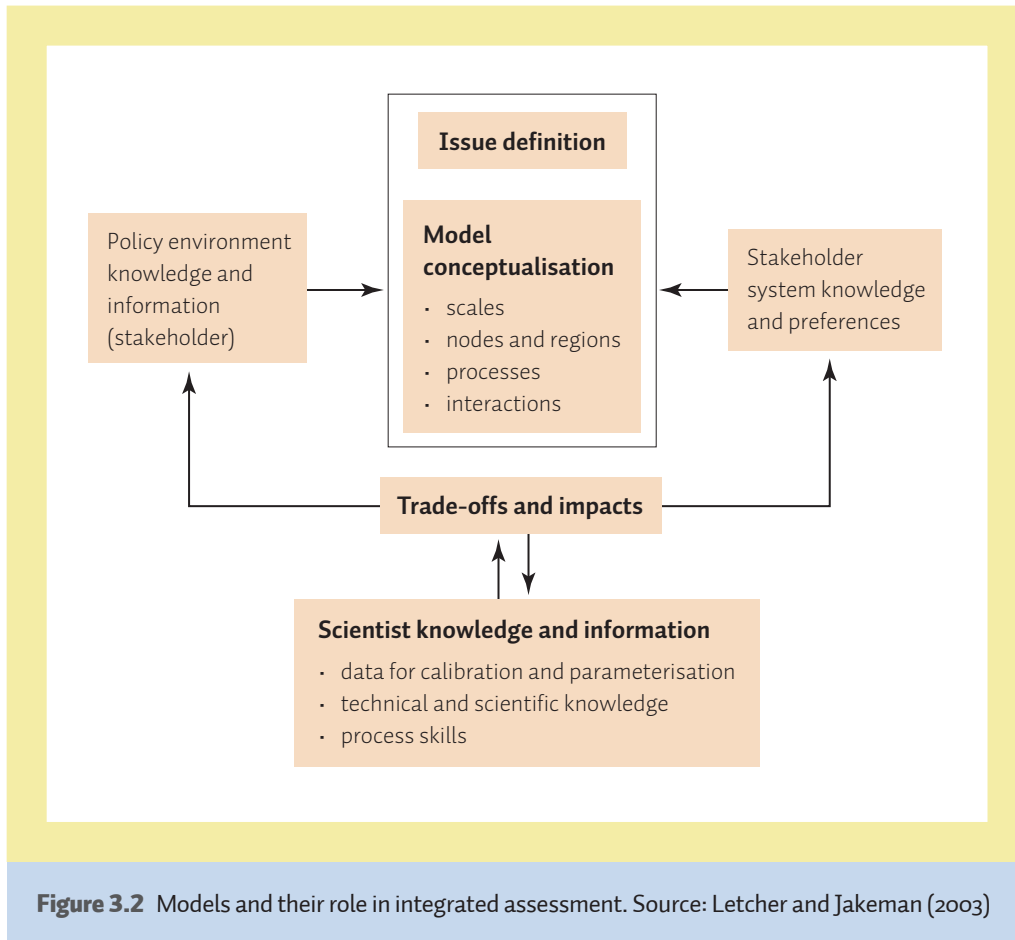 Issue definition
Policy environment
knowledge and
information
(stakeholder)
Model
conceptualisation
· scales
· nodes and regions
· processes
· interactions
Stakeholder
system knowledge
and preferences
Trade-offs and impacts
Scientist knowledge and information
· data for calibration and parameterisation
· technical and scientific knowledge
· process skills
Figure 3.2 Models and their role in integrated assessment. Source: Letcher and Jakeman (2003)